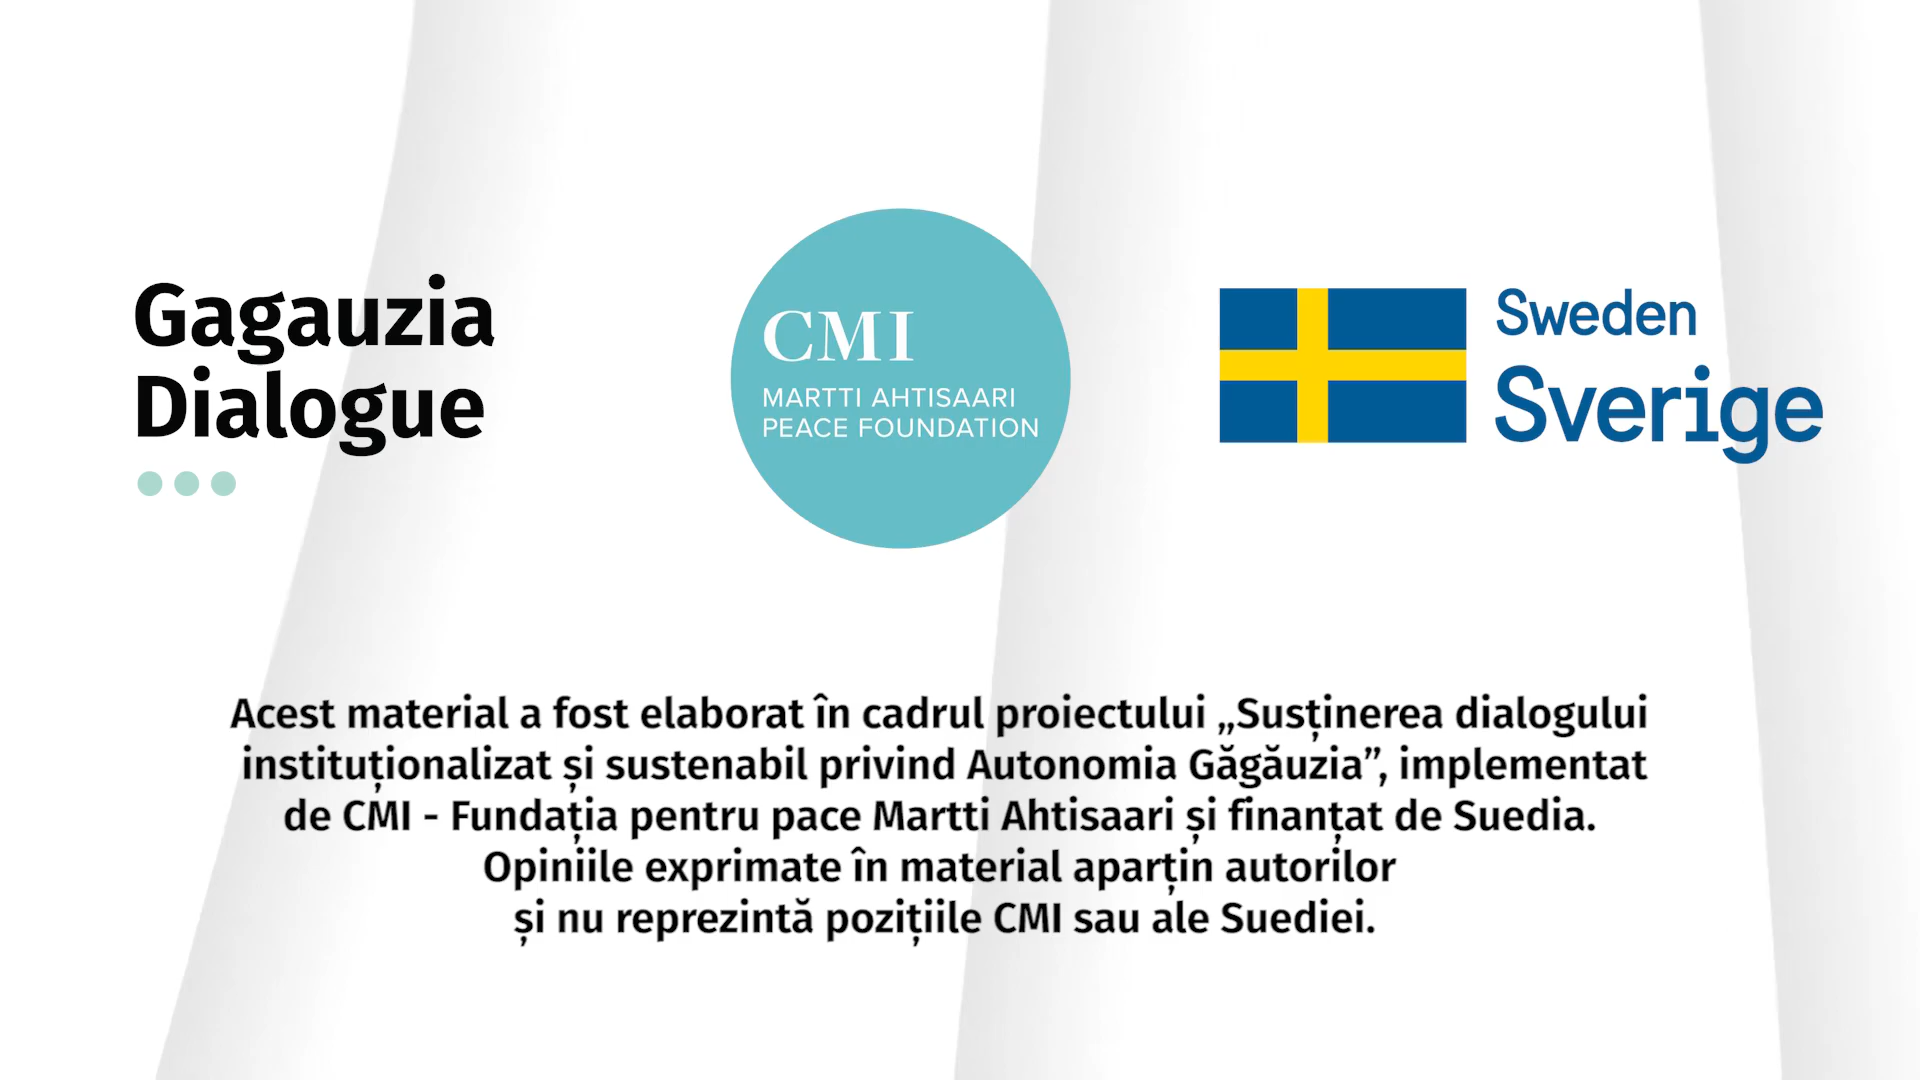 Gagauzia
Dialogue
CMI
MARTTI AHTISAARI
PEACE FOUNDATION
Sweden
Sverige
Acest material a fost elaborat în cadrul proiectului „Susținerea dialogului
instituționalizat și sustenabil privind Autonomia Găgăuzia”, implementat
de CMI - Fundația pentru pace Martti Ahtisaari și finanțat de Suedia.
Opiniile exprimate în material aparțin autorilor
și nu reprezintă pozițiile CMI sau ale Suediei.